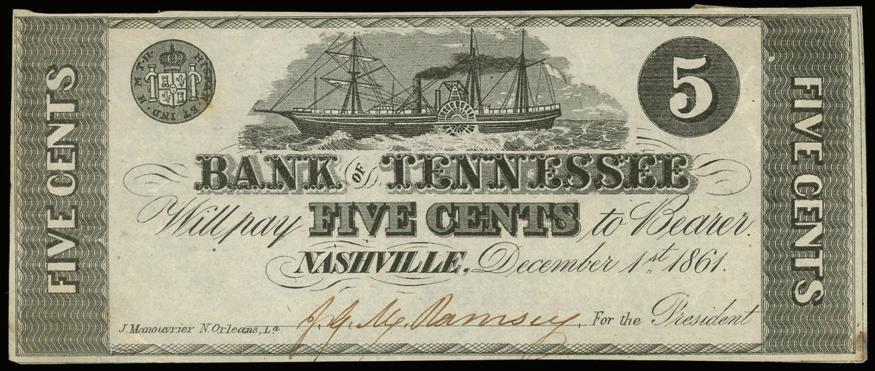 FIVE CENTS
5
BANK OF TENNESSEE
Will pay FIVE CENTS to Bearer.
NASHVILLE, December 1st 1861.
J. Manouvrier N. Orleans, La
J. G. M. Ramsey, For the President
FIVE CENTS